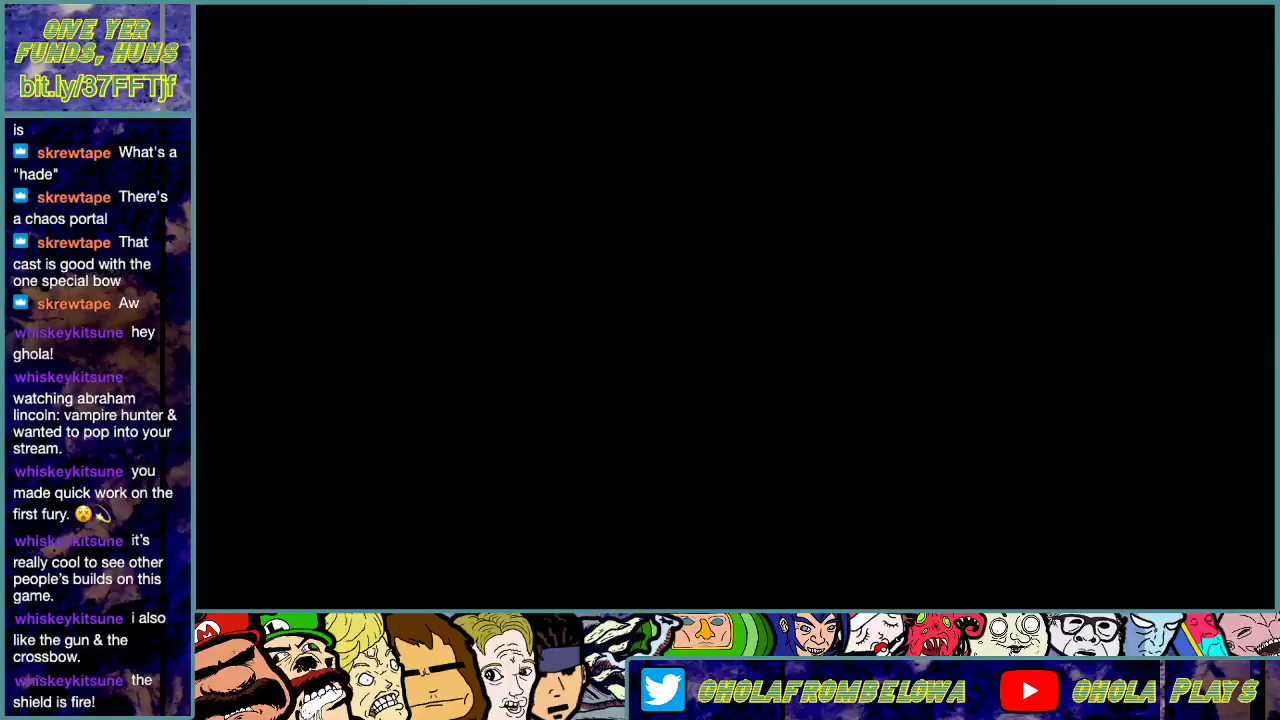 GIVE YER
FUNDS, HUNS
bit.ly/37FFTjf
is
skrewtape What's a
"hade"
skrewtape There's
a chaos portal
skrewtape That
cast is good with the
one special bow
skrewtape Aw
whiskeykitsune hey
ghola!
whiskeykitsune
watching abraham
lincoln: vampire hunter &
wanted to pop into your
stream.
whiskeykitsune you
made quick work on the
first fury. 😵💫
whiskeykitsune it’s
really cool to see other
people’s builds on this
game.
whiskeykitsune i also
like the gun & the
crossbow.
whiskeykitsune the
shield is fire!
M
GHOLAFROMBELOWA
GHOLA PLAYS